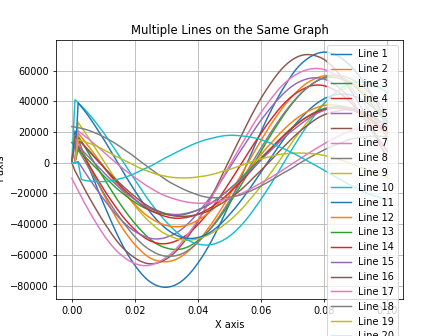 Multiple Lines on the Same Graph
60000
40000
20000
0
−20000
−40000
−60000
−80000
0.00
0.02
0.04
0.06
0.08
X axis
Line 1
Line 2
Line 3
Line 4
Line 5
Line 6
Line 7
Line 8
Line 9
Line 10
Line 11
Line 12
Line 13
Line 14
Line 15
Line 16
Line 17
Line 18
Line 19
Line 20